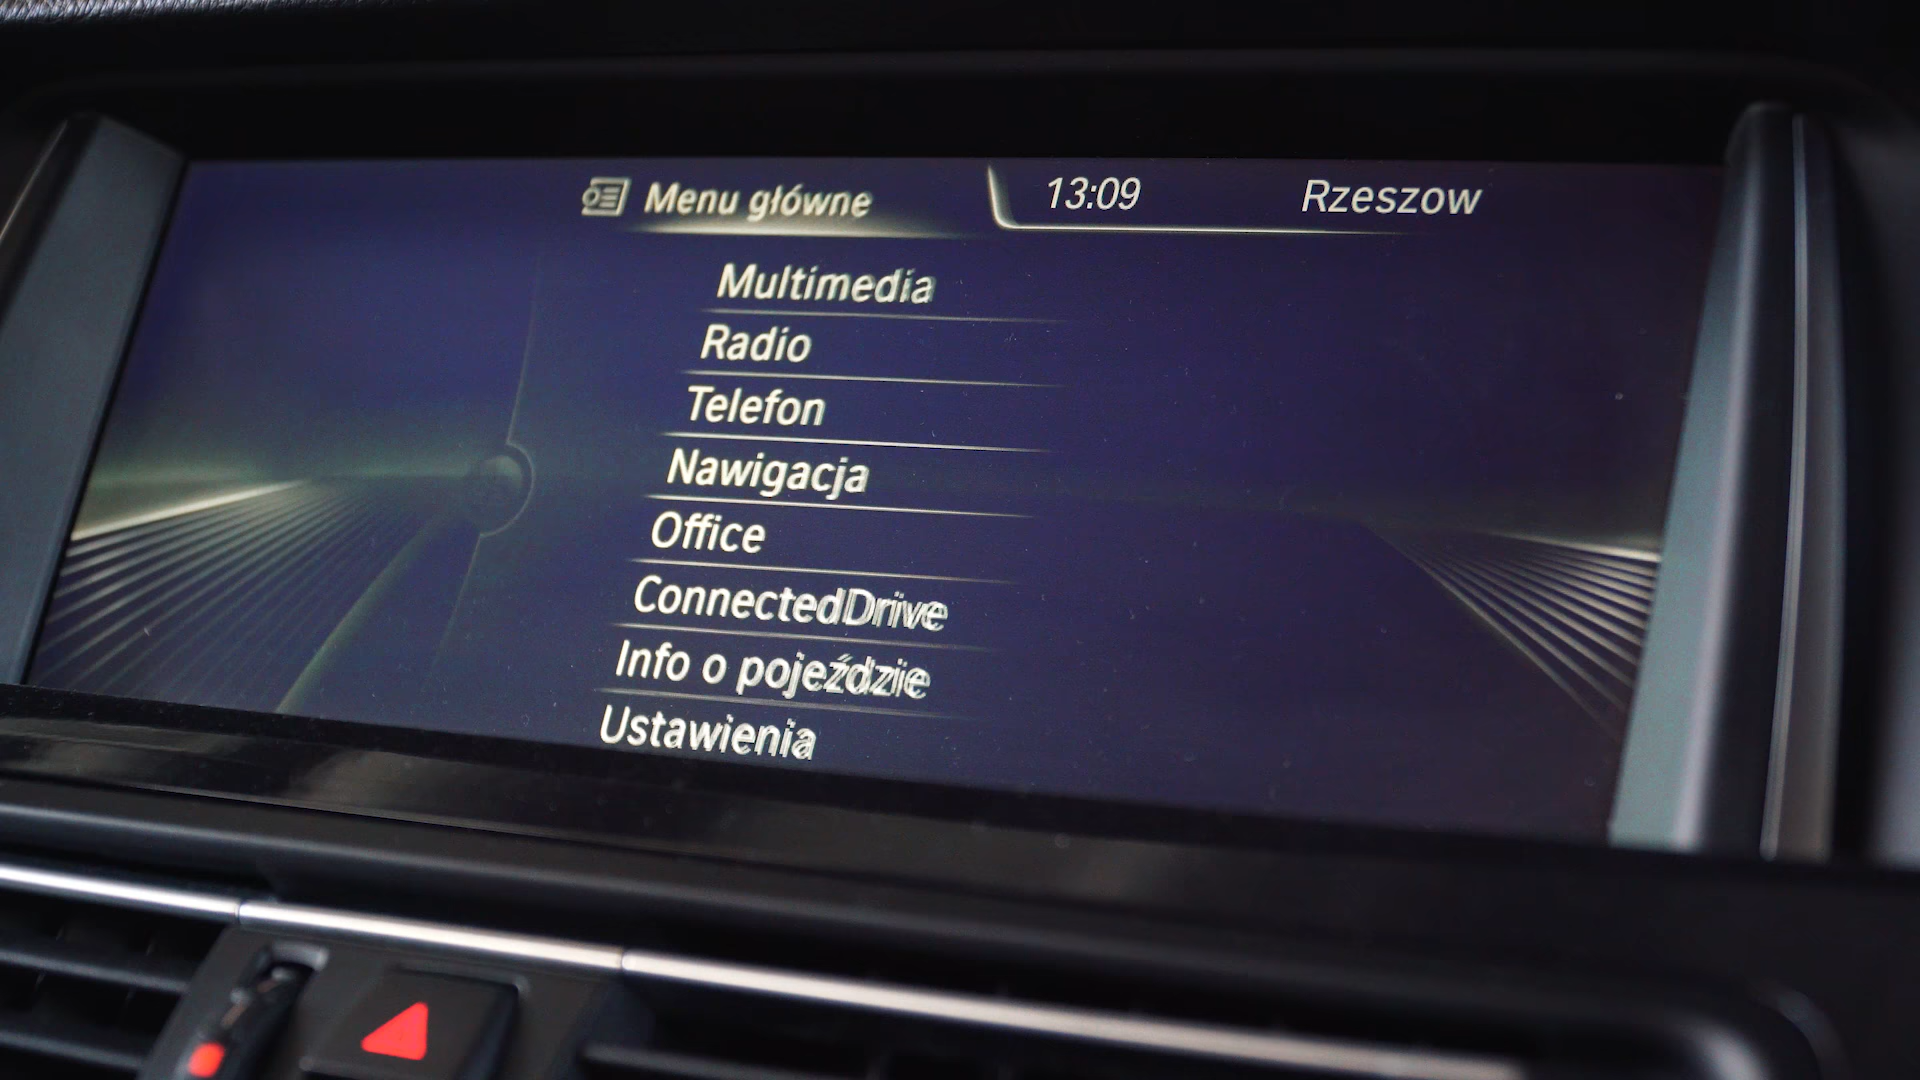 Menu główne 13:09 Rzeszow
Multimedia
Radio
Telefon
Nawigacja
Office
ConnectedDrive
Info o pojeździe
Ustawienia